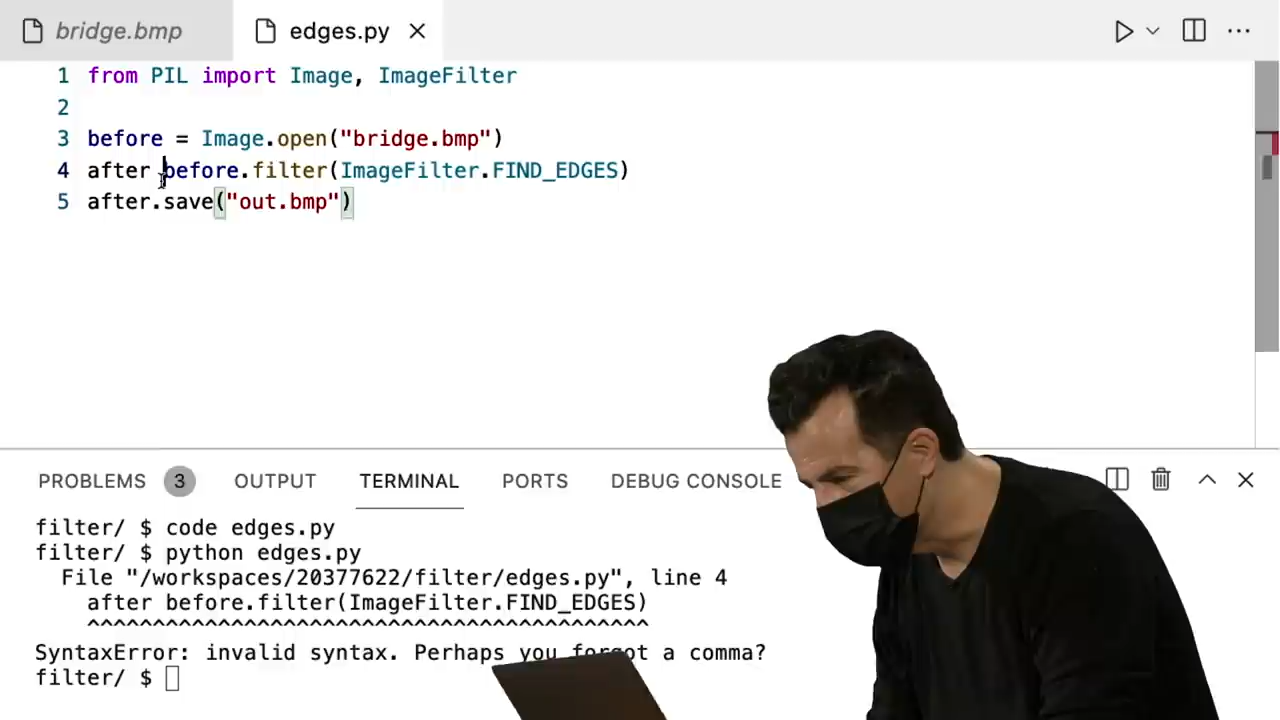 bridge.bmp
edges.py
1 from PIL import Image, ImageFilter
2
3 before = Image.open("bridge.bmp")
4 after before.filter(ImageFilter.FIND_EDGES)
5 after.save("out.bmp")
PROBLEMS 3 OUTPUT TERMINAL PORTS DEBUG CONSOLE
filter/ $ code edges.py
filter/ $ python edges.py
  File "/workspaces/20377622/filter/edges.py", line 4
    after before.filter(ImageFilter.FIND_EDGES)
    ^^^^^^^^^^^^^^^^^^^^^^^^^^^^^^^^^^^^^^^^^^^
SyntaxError: invalid syntax. Perhaps you forgot a comma?
filter/ $